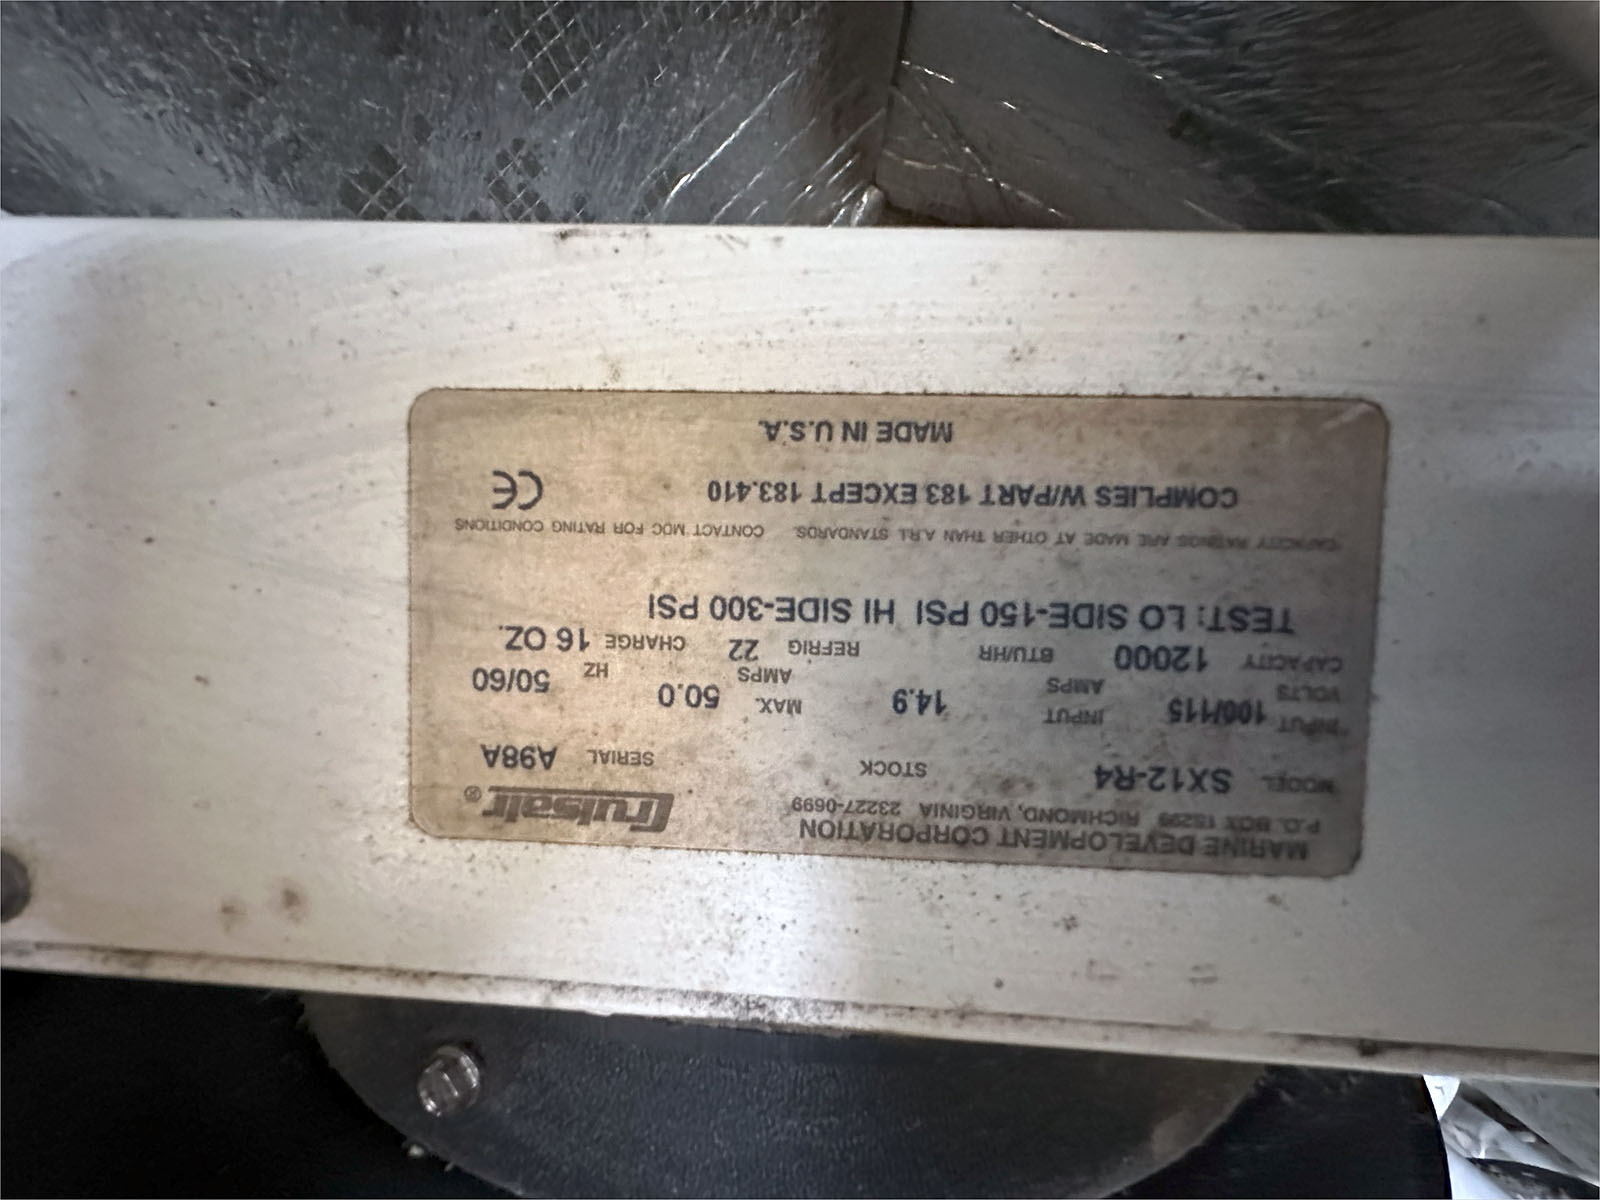 MARINE DEVELOPMENT CORPORATION
P.O. BOX 15299 RICHMOND, VIRGINIA 23227-0699
Cruisair®
MODEL SX12-R4 STOCK SERIAL A98A
INPUT VOLTS 100/115 INPUT AMPS 14.9 MAX. AMPS 50.0 HZ 50/60
CAPACITY 12000 BTU/HR REFRIG 22 CHARGE 16 OZ.
TEST: LO SIDE-150 PSI HI SIDE-300 PSI
CAPACITY RATINGS ARE MADE AT OTHER THAN A.R.I. STANDARDS. CONTACT MDC FOR RATING CONDITIONS
COMPLIES W/PART 183 EXCEPT 183.410 CE
MADE IN U.S.A.